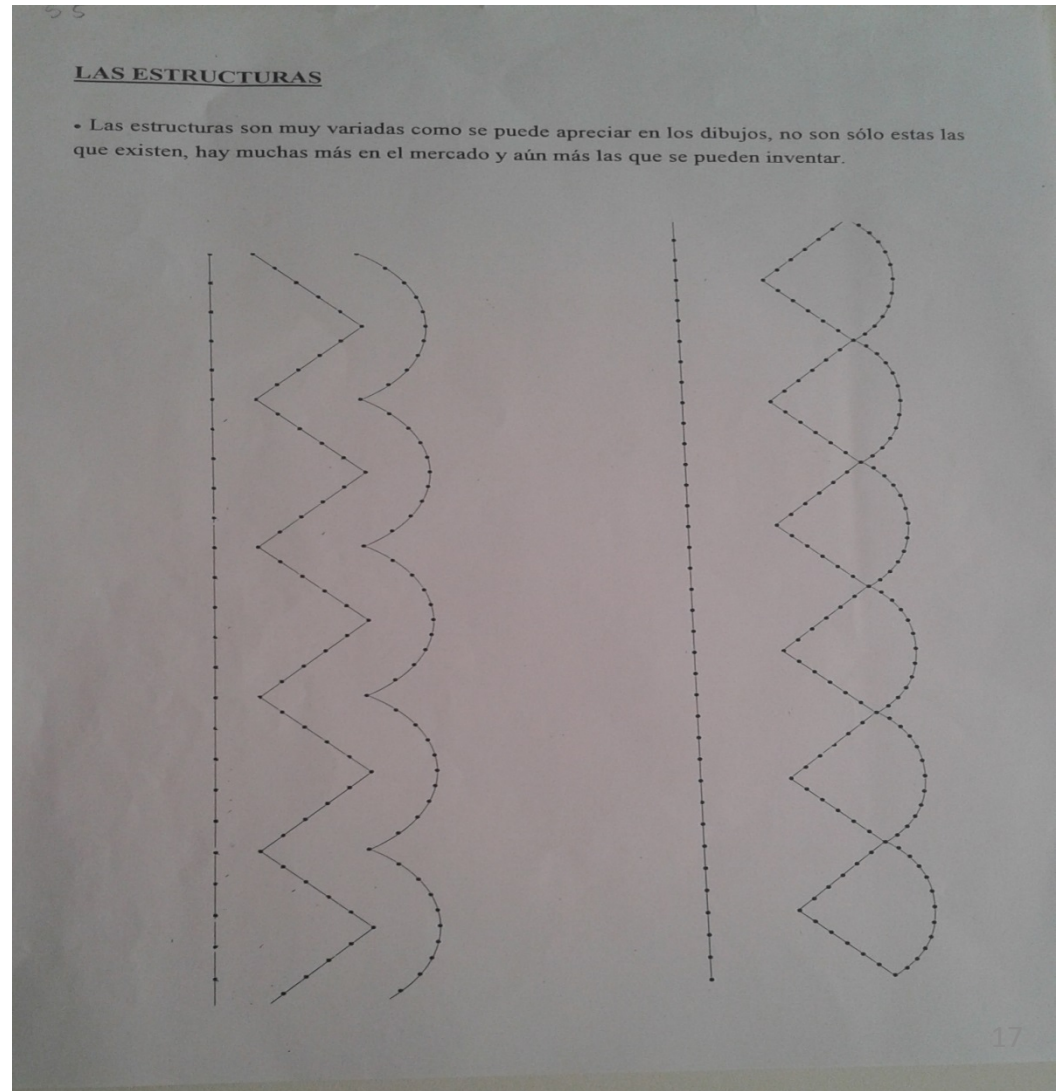 55
LAS ESTRUCTURAS
• Las estructuras son muy variadas como se puede apreciar en los dibujos, no son sólo estas las
que existen, hay muchas más en el mercado y aún más las que se pueden inventar.
17